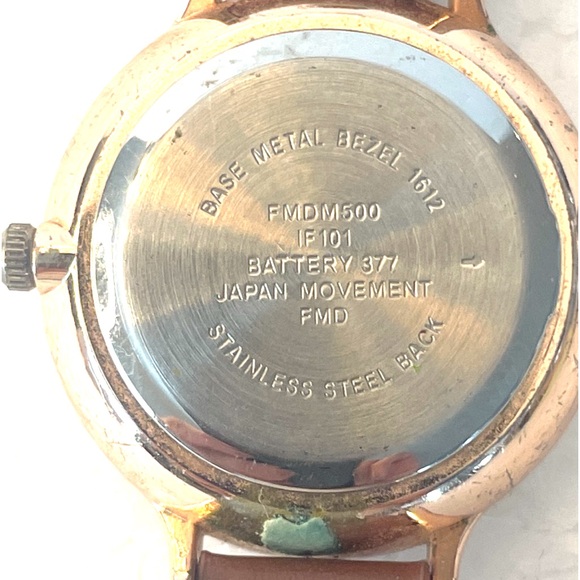 BASE METAL BEZEL 1612
FMDM500
IF101
BATTERY 377
JAPAN MOVEMENT
FMD
STAINLESS STEEL BACK